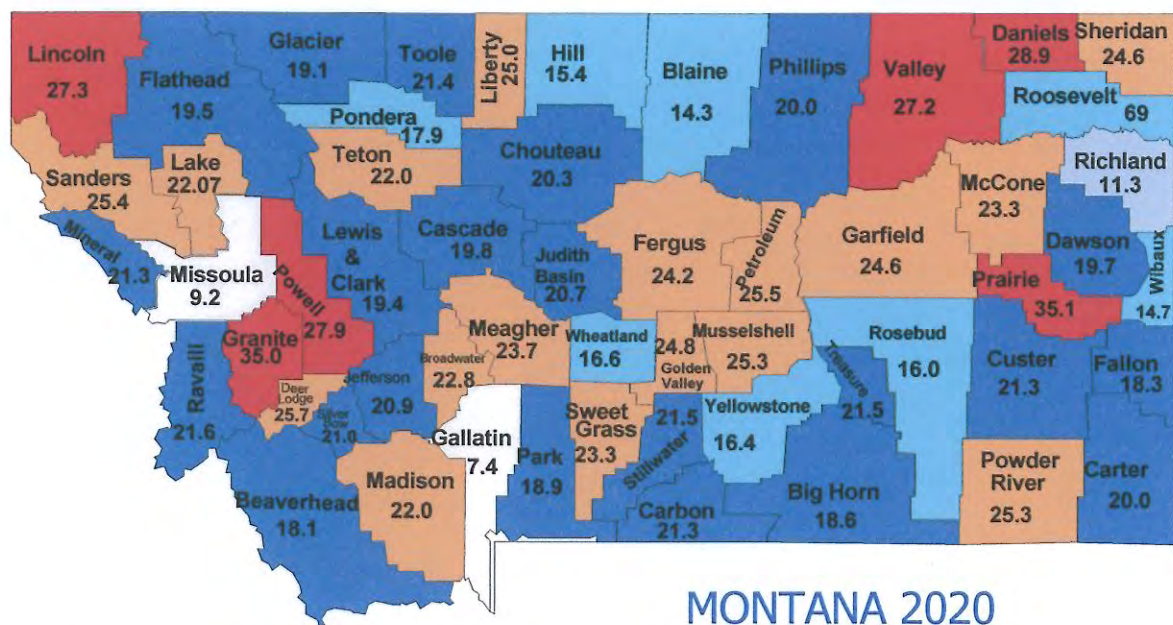 Lincoln
27.3
Flathead
19.5
Glacier
19.1
Toole
21.4
Liberty
25.0
Hill
15.4
Blaine
14.3
Phillips
20.0
Valley
27.2
Daniels
28.9
Sheridan
24.6
Roosevelt
69
Pondera
17.9
Teton
22.0
Chouteau
20.3
Richland
11.3
McCone
23.3
Sanders
25.4
Lake
22.07
Mineral
21.3
Missoula
9.2
Powell
27.9
Lewis
&
Clark
19.4
Cascade
19.8
Judith
Basin
20.7
Fergus
24.2
Petroleum
25.5
Garfield
24.6
Dawson
19.7
Wibaux
14.7
Prairie
35.1
Granite
35.0
Ravalli
21.6
Deer
Lodge
25.7
Silver
Bow
21.0
Jefferson
20.9
Broadwater
22.8
Meagher
23.7
Wheatland
16.6
24.8
Golden
Valley
Musselshell
25.3
Rosebud
16.0
Treasure
21.5
Custer
21.3
Fallon
18.3
Gallatin
7.4
Park
18.9
Sweet
Grass
23.3
21.5
Stillwater
Yellowstone
16.4
Beaverhead
18.1
Madison
22.0
Carbon
21.3
Big Horn
18.6
Powder
River
25.3
Carter
20.0
MONTANA 2020